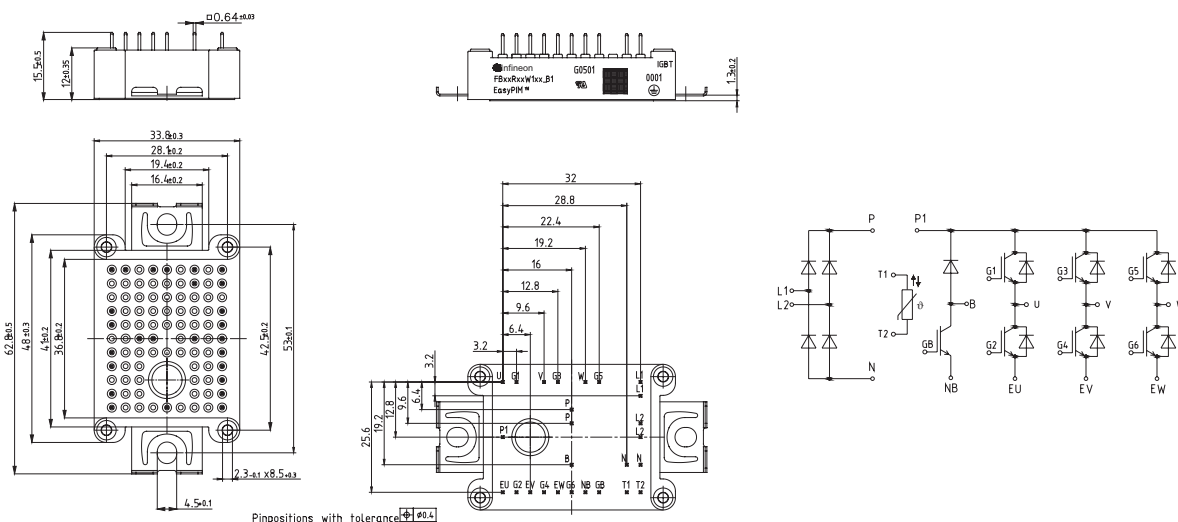 □0.64±0.03
15.5±0.5
12±0.35
infineon
FBxxRxxW1xx_B1
EasyPIM™
G0501
IGBT
0001
1.3±0.2
33.8±0.3
28.1±0.2
19.4±0.2
16.4±0.2
62.8±0.5
48±0.3
41±0.2
36.8±0.2
42.5±0.2
53±0.1
2.3-0.1 x8.5+0.3
4.5±0.1
32
28.8
22.4
19.2
16
12.8
9.6
6.4
3.2
3.2
6.4
9.6
12.8
19.2
25.6
U G1 V G3 W G5 L1
L1
P
P L2
P1 L2
B N N
EU G2 EV G4 EW G6 NB GB T1 T2
Pinpositions with tolerance ⌖ ø0.4
P P1
G1 G3 G5
T1
L1
L2 ϑ B U V
T2
GB G2 G4 G6
N
NB EU EV EW